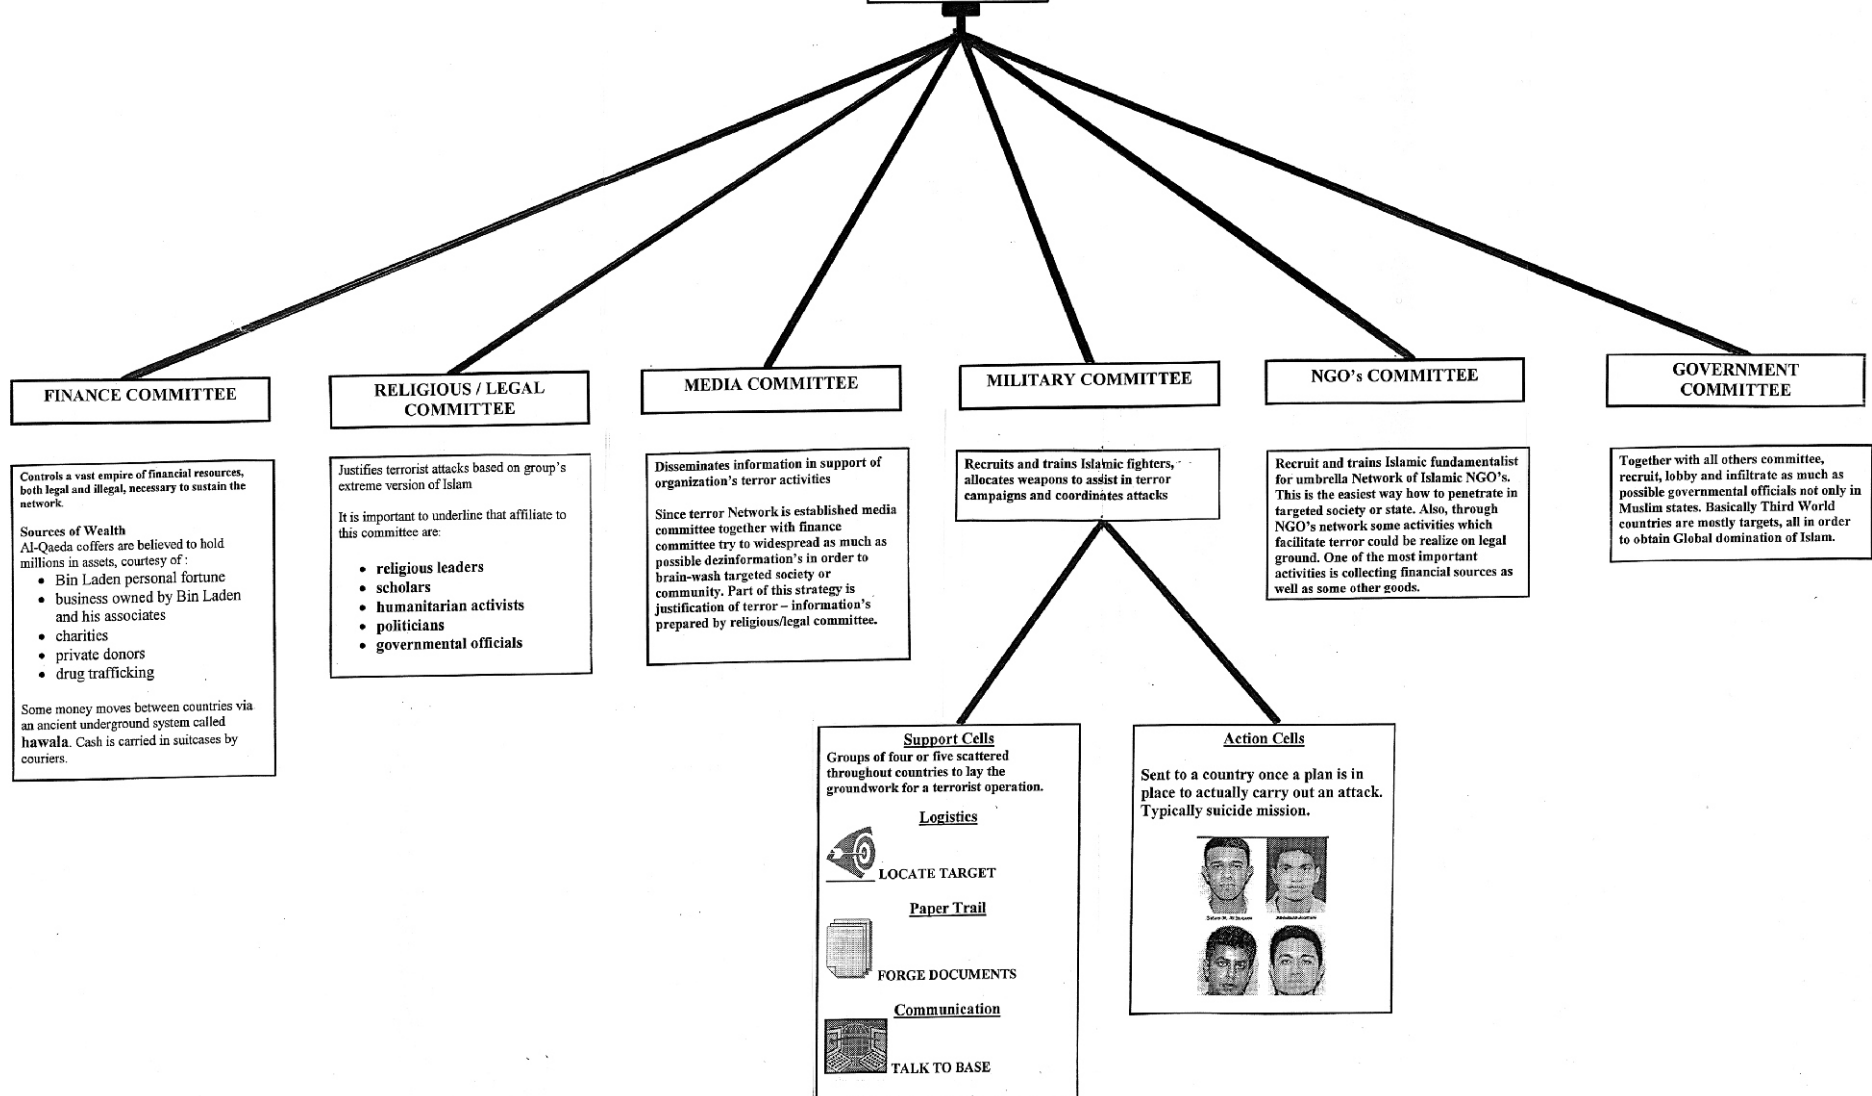 FINANCE COMMITTEE
RELIGIOUS / LEGAL
COMMITTEE
MEDIA COMMITTEE
MILITARY COMMITTEE
NGO's COMMITTEE
GOVERNMENT
COMMITTEE
Controls a vast empire of financial resources,
both legal and illegal, necessary to sustain the
network.
Sources of Wealth
Al-Qaeda coffers are believed to hold
millions in assets, courtesy of :
• Bin Laden personal fortune
• business owned by Bin Laden
and his associates
• charities
• private donors
• drug trafficking
Some money moves between countries via
an ancient underground system called
hawala. Cash is carried in suitcases by
couriers.
Justifies terrorist attacks based on group's
extreme version of Islam
It is important to underline that affiliate to
this committee are:
• religious leaders
• scholars
• humanitarian activists
• politicians
• governmental officials
Disseminates information in support of
organization's terror activities
Since terror Network is established media
committee together with finance
committee try to widespread as much as
possible dezinformation's in order to
brain-wash targeted society or
community. Part of this strategy is
justification of terror – information's
prepared by religious/legal committee.
Recruits and trains Islamic fighters,
allocates weapons to assist in terror
campaigns and coordinates attacks
Recruit and trains Islamic fundamentalist
for umbrella Network of Islamic NGO's.
This is the easiest way how to penetrate in
targeted society or state. Also, through
NGO's network some activities which
facilitate terror could be realize on legal
ground. One of the most important
activities is collecting financial sources as
well as some other goods.
Together with all others committee,
recruit, lobby and infiltrate as much as
possible governmental officials not only in
Muslim states. Basically Third World
countries are mostly targets, all in order
to obtain Global domination of Islam.
Support Cells
Groups of four or five scattered
throughout countries to lay the
groundwork for a terrorist operation.
Logistics
LOCATE TARGET
Paper Trail
FORGE DOCUMENTS
Communication
TALK TO BASE
Action Cells
Sent to a country once a plan is in
place to actually carry out an attack.
Typically suicide mission.